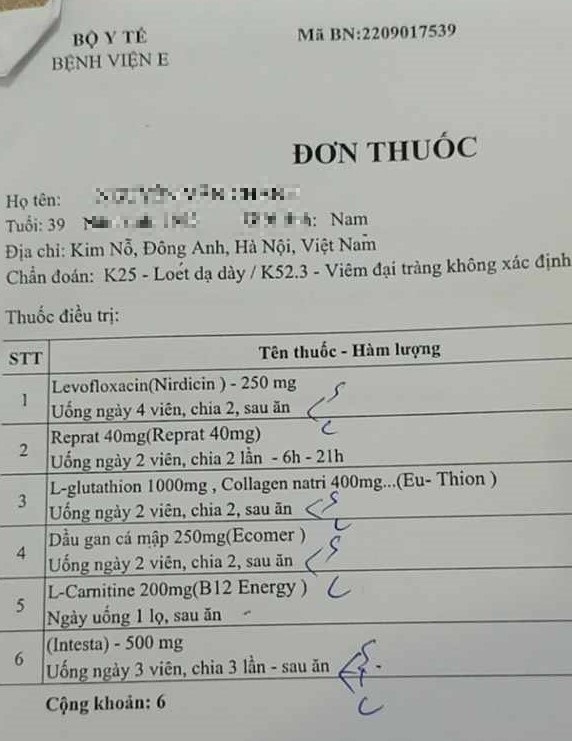 BỘ Y TẾ
BỆNH VIỆN E
Mã BN:2209017539
ĐƠN THUỐC
Họ tên:
Tuổi: 39 Nam
Địa chỉ: Kim Nỗ, Đông Anh, Hà Nội, Việt Nam
Chẩn đoán: K25 - Loét dạ dày / K52.3 - Viêm đại tràng không xác định
Thuốc điều trị:
STT Tên thuốc - Hàm lượng
1 Levofloxacin(Nirdicin ) - 250 mg
Uống ngày 4 viên, chia 2, sau ăn S C
2 Reprat 40mg(Reprat 40mg)
Uống ngày 2 viên, chia 2 lần - 6h - 21h
3 L-glutathion 1000mg , Collagen natri 400mg...(Eu- Thion )
Uống ngày 2 viên, chia 2, sau ăn S C
4 Dầu gan cá mập 250mg(Ecomer )
Uống ngày 2 viên, chia 2, sau ăn S C
5 L-Carnitine 200mg(B12 Energy ) C
Ngày uống 1 lọ, sau ăn
6 (Intesta) - 500 mg
Uống ngày 3 viên, chia 3 lần - sau ăn S T C
Cộng khoản: 6